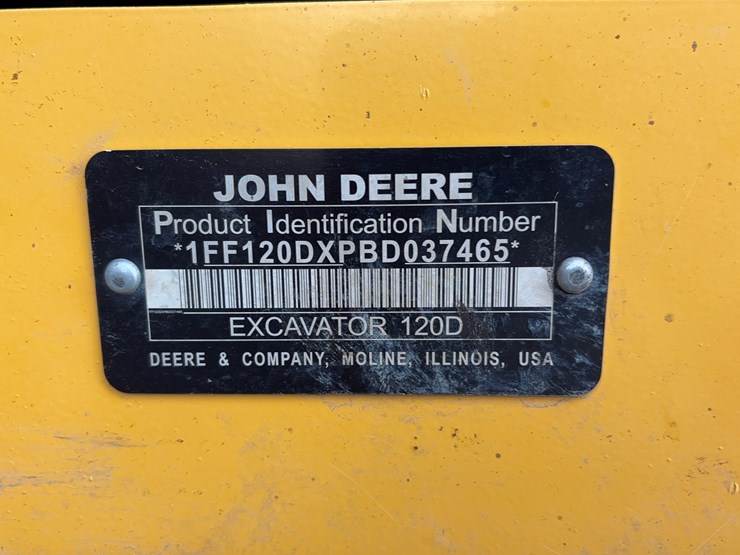 JOHN DEERE
Product Identification Number
*1FF120DXPBD037465*
EXCAVATOR 120D
DEERE & COMPANY, MOLINE, ILLINOIS, USA